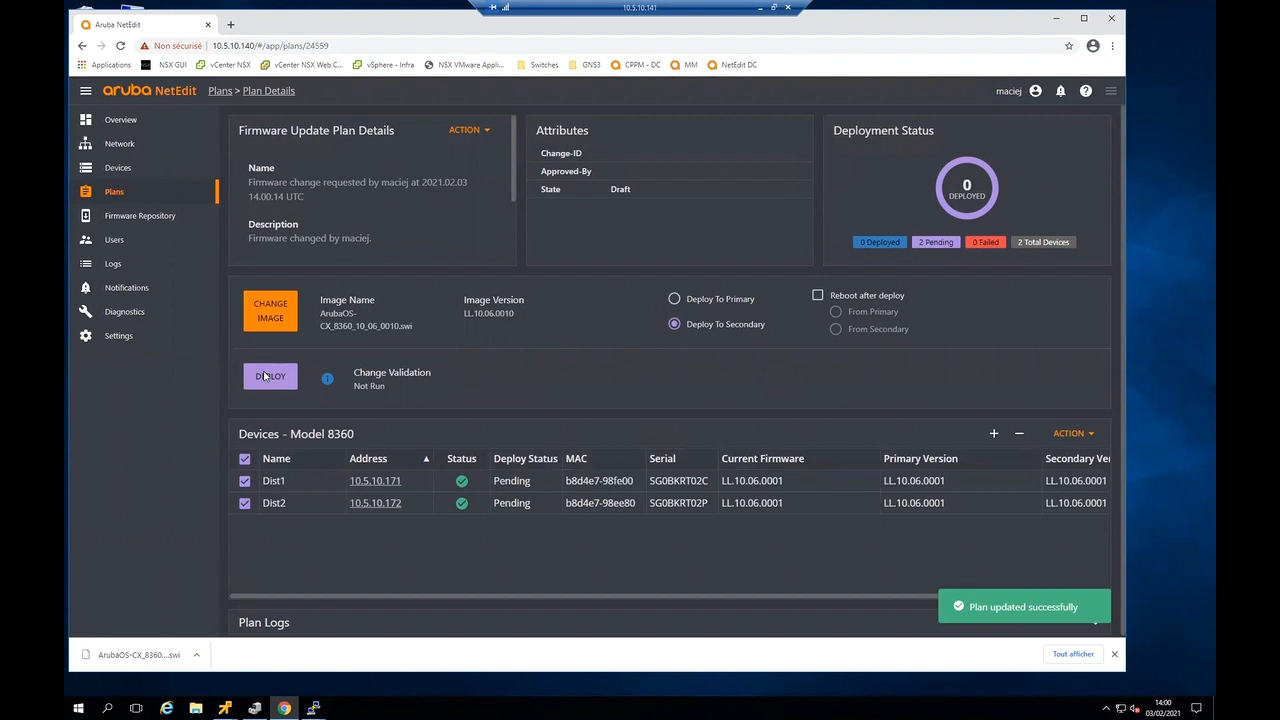 10.5.10.141
Aruba NetEdit
Non sécurisé
10.5.10.140/#/app/plans/24559
Applications
NSX GUI
vCenter NSX
vCenter NSX Web C...
vSphere - Infra
NSX VMware Appli...
Switches
GNS3
CPPM - DC
MM
NetEdit DC
aruba NetEdit
Plans > Plan Details
maciej
Overview
Network
Devices
Plans
Firmware Repository
Users
Logs
Notifications
Diagnostics
Settings
Firmware Update Plan Details
ACTION
Name
Firmware change requested by maciej at 2021.02.03
14.00.14 UTC
Description
Firmware changed by maciej.
Attributes
Change-ID
Approved-By
State Draft
Deployment Status
0
DEPLOYED
0 Deployed
2 Pending
0 Failed
2 Total Devices
CHANGE
IMAGE
Image Name
ArubaOS-
CX_8360_10_06_0010.swi
Image Version
LL.10.06.0010
Deploy To Primary
Deploy To Secondary
Reboot after deploy
From Primary
From Secondary
DEPLOY
Change Validation
Not Run
Devices - Model 8360
ACTION
Name Address Status Deploy Status MAC Serial Current Firmware Primary Version Secondary Ver
Dist1 10.5.10.171 Pending b8d4e7-98fe00 SG0BKRT02C LL.10.06.0001 LL.10.06.0001 LL.10.06.0001
Dist2 10.5.10.172 Pending b8d4e7-98ee80 SG0BKRT02P LL.10.06.0001 LL.10.06.0001 LL.10.06.0001
Plan updated successfully
Plan Logs
ArubaOS-CX_8360....swi
Tout afficher
14:00
03/02/2021